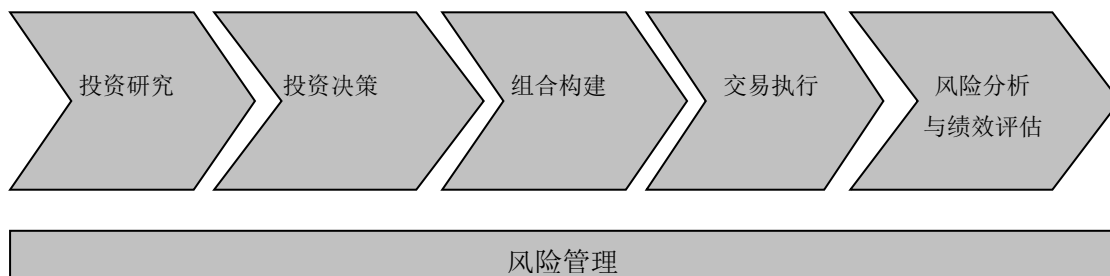 投资研究
投资决策
组合构建
交易执行
风险分析
与绩效评估
风险管理